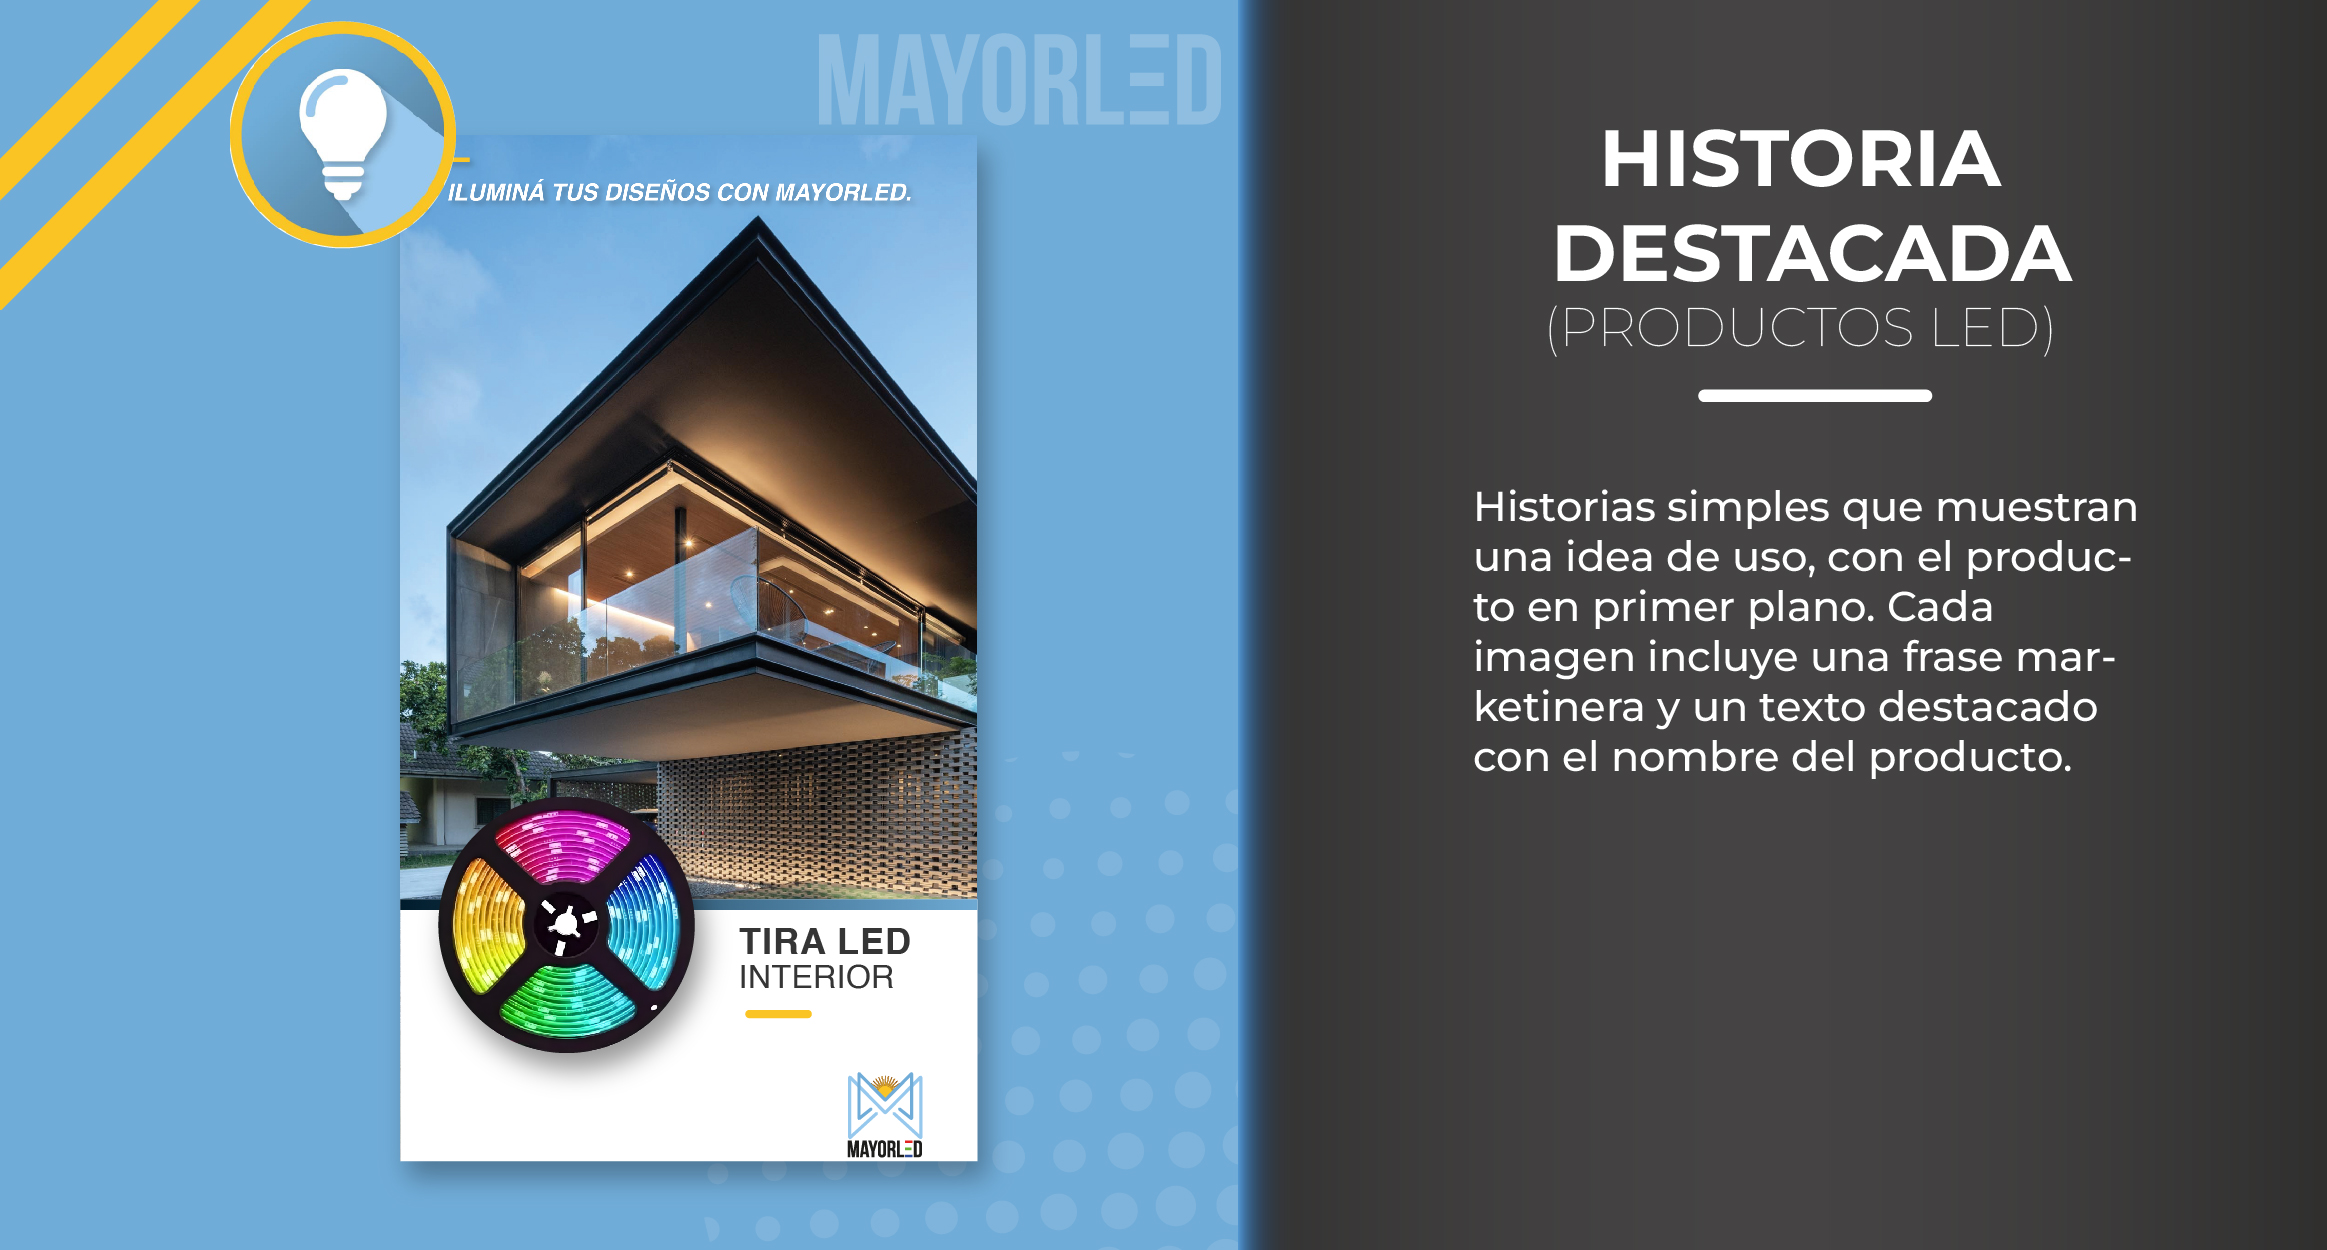 MAYORLED
ILUMINÁ TUS DISEÑOS CON MAYORLED.
TIRA LED
INTERIOR
MAYORLED
HISTORIA
DESTACADA
(PRODUCTOS LED)
Historias simples que muestran
una idea de uso, con el produc-
to en primer plano. Cada
imagen incluye una frase mar-
ketinera y un texto destacado
con el nombre del producto.